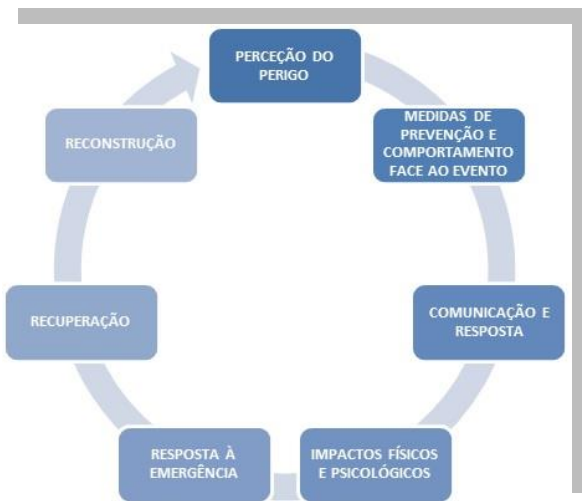 PERCEÇÃO DO
PERIGO
MEDIDAS DE
PREVENÇÃO E
COMPORTAMENTO
FACE AO EVENTO
COMUNICAÇÃO E
RESPOSTA
IMPACTOS FÍSICOS
E PSICOLÓGICOS
RESPOSTA À
EMERGÊNCIA
RECUPERAÇÃO
RECONSTRUÇÃO